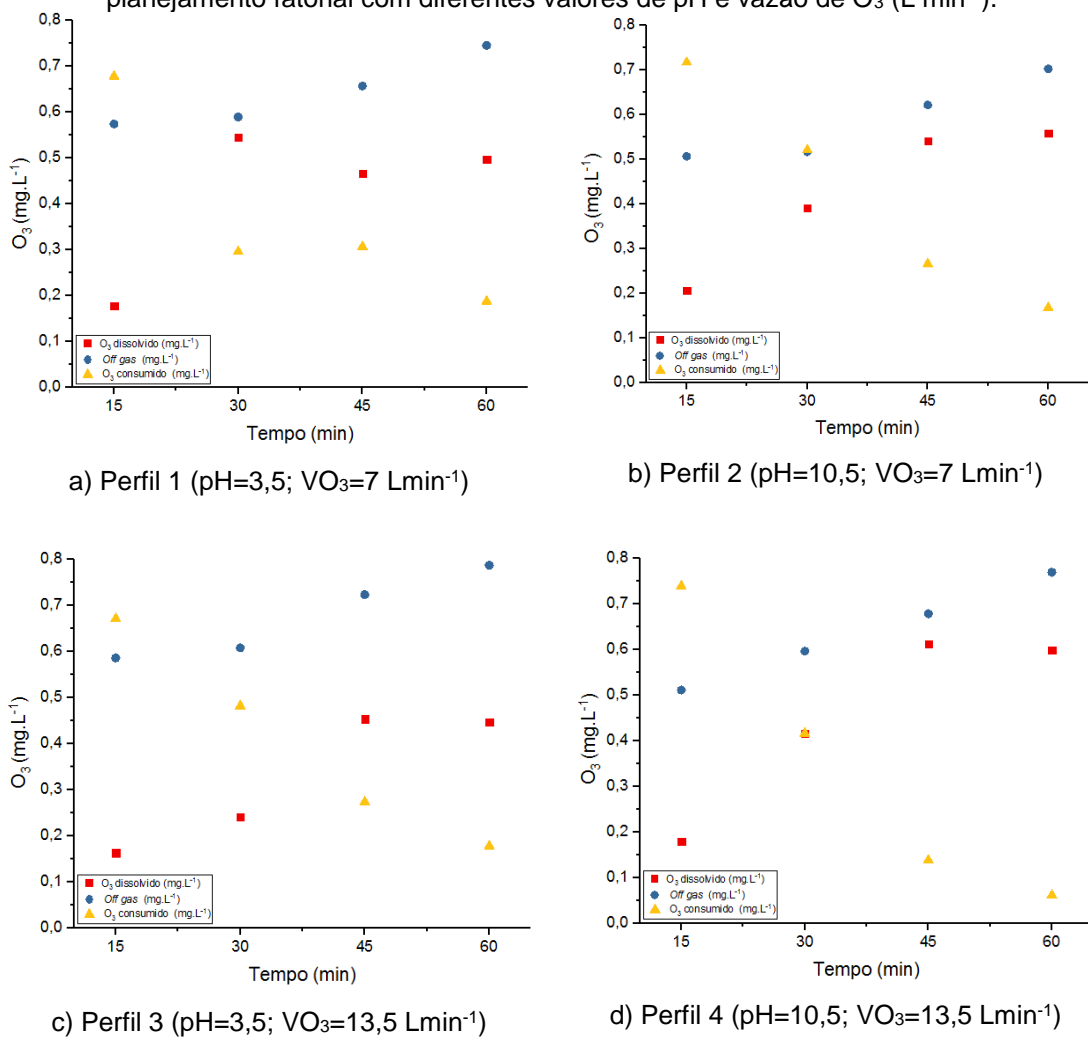 planejamento fatorial com diferentes valores de pH e vazão de O₃ (L min⁻¹).
0,8
0,7
0,6
0,5
0,4
0,3
0,2
0,1
0,0
O₃ (mg.L⁻¹)
O₃ dissolvido (mg.L⁻¹)
Off gas (mg.L⁻¹)
O₃ consumido (mg.L⁻¹)
15 30 45 60
Tempo (min)
a) Perfil 1 (pH=3,5; VO₃=7 Lmin⁻¹)
0,8
0,7
0,6
0,5
0,4
0,3
0,2
0,1
0,0
O₃ (mg.L⁻¹)
O₃ dissolvido (mg.L⁻¹)
Off gas (mg.L⁻¹)
O₃ consumido (mg.L⁻¹)
15 30 45 60
Tempo (min)
b) Perfil 2 (pH=10,5; VO₃=7 Lmin⁻¹)
0,8
0,7
0,6
0,5
0,4
0,3
0,2
0,1
0,0
O₃ (mg.L⁻¹)
O₃ dissolvido (mg.L⁻¹)
Off gas (mg.L⁻¹)
O₃ consumido (mg.L⁻¹)
15 30 45 60
Tempo (min)
c) Perfil 3 (pH=3,5; VO₃=13,5 Lmin⁻¹)
0,8
0,7
0,6
0,5
0,4
0,3
0,2
0,1
0,0
O₃ (mg.L⁻¹)
O₃ dissolvido (mg.L⁻¹)
Off gas (mg.L⁻¹)
O₃ consumido (mg.L⁻¹)
15 30 45 60
Tempo (min)
d) Perfil 4 (pH=10,5; VO₃=13,5 Lmin⁻¹)